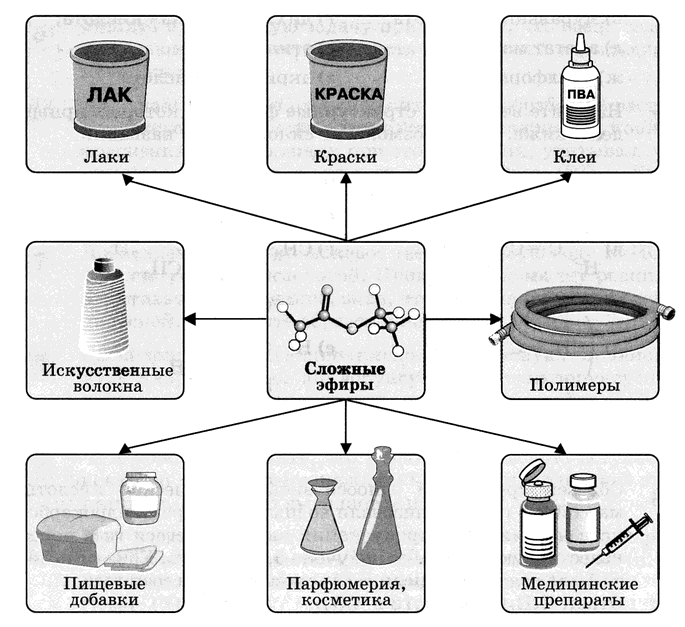 ЛАК
Лаки
КРАСКА
Краски
ПВА
Клеи
Искусственные
волокна
Сложные
эфиры
Полимеры
Пищевые
добавки
Парфюмерия,
косметика
Медицинские
препараты